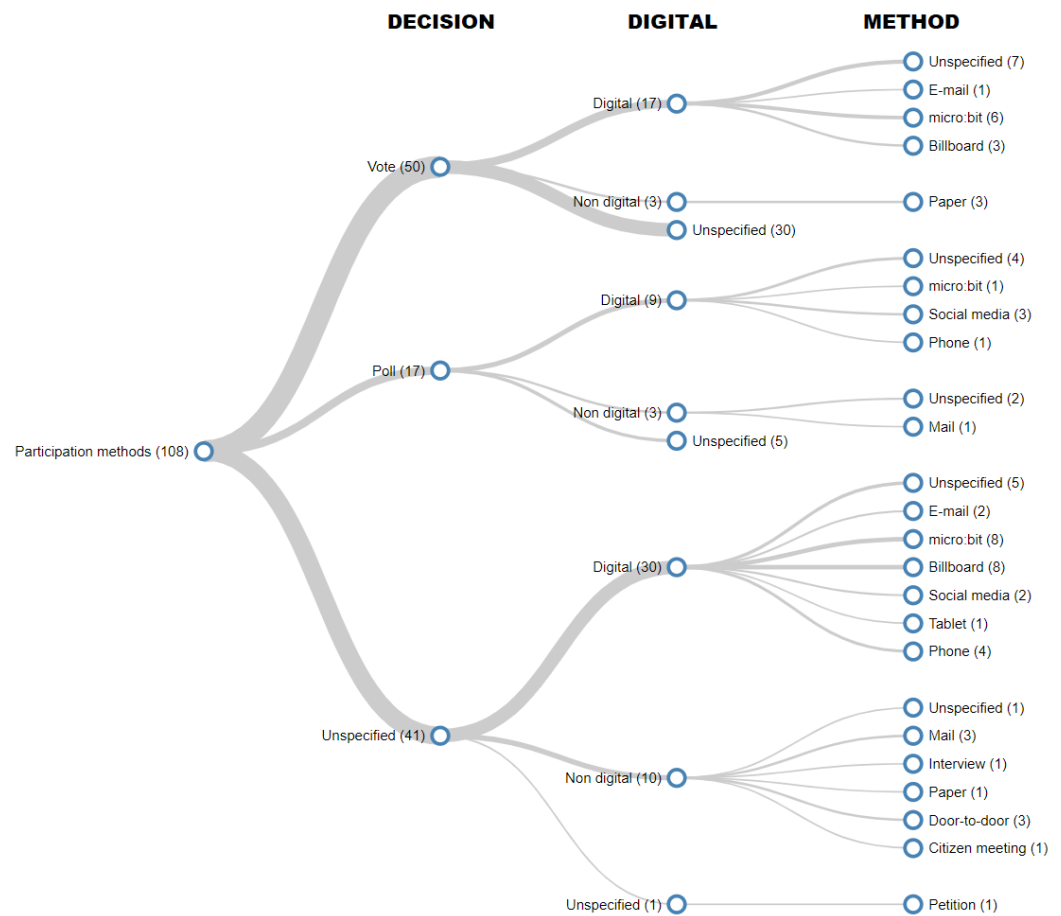 DECISION
DIGITAL
METHOD
Unspecified (7)
E-mail (1)
Digital (17)
micro:bit (6)
Billboard (3)
Vote (50)
Non digital (3)
Paper (3)
Unspecified (30)
Unspecified (4)
micro:bit (1)
Digital (9)
Social media (3)
Phone (1)
Poll (17)
Unspecified (2)
Non digital (3)
Mail (1)
Unspecified (5)
Participation methods (108)
Unspecified (5)
E-mail (2)
micro:bit (8)
Digital (30)
Billboard (8)
Social media (2)
Tablet (1)
Phone (4)
Unspecified (1)
Unspecified (41)
Mail (3)
Interview (1)
Non digital (10)
Paper (1)
Door-to-door (3)
Citizen meeting (1)
Unspecified (1)
Petition (1)